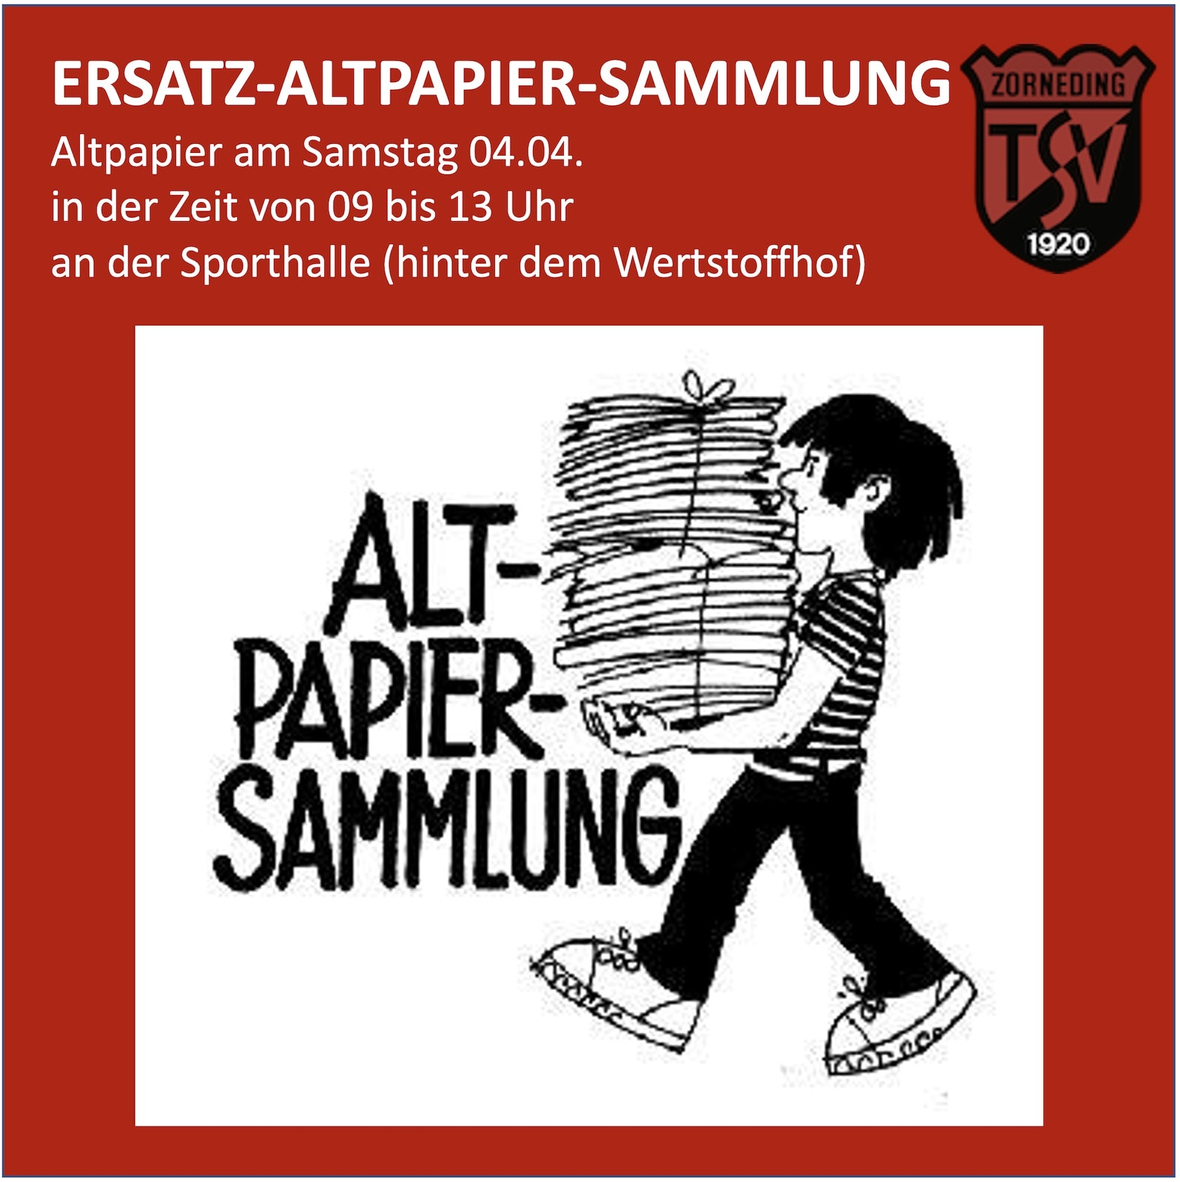 ERSATZ-ALTPAPIER-SAMMLUNG
Altpapier am Samstag 04.04.
in der Zeit von 09 bis 13 Uhr
an der Sporthalle (hinter dem Wertstoffhof)
ZORNEDING
TSV
1920
ALT-
PAPIER-
SAMMLUNG